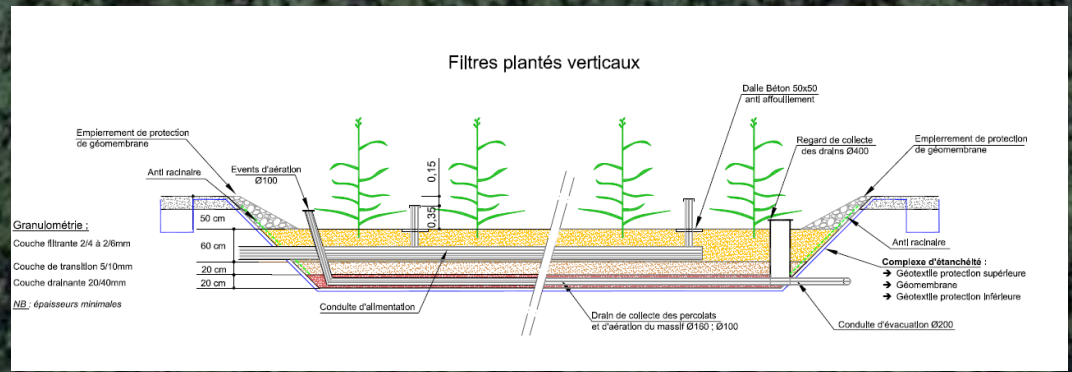 Filtres plantés verticaux
Dalle Béton 50x50
anti affouillement
Empierrement de protection
de géomembrane
Regard de collecte
des drains Ø400
Empierrement de protection
de géomembrane
Anti racinaire
Events d'aération
Ø100
0,15
0.35
50 cm
Granulométrie :
Couche filtrante 2/4 à 2/6mm
60 cm
Anti racinaire
Couche de transition 5/10mm
20 cm
Couche drainante 20/40mm
20 cm
NB : épaisseurs minimales
Complexe d'étanchéité :
➔ Géotextile protection supérieure
➔ Géomembrane
➔ Géotextile protection inférieure
Conduite d'alimentation
Drain de collecte des percolats
et d'aération du massif Ø160 ; Ø100
Conduite d'évacuation Ø200